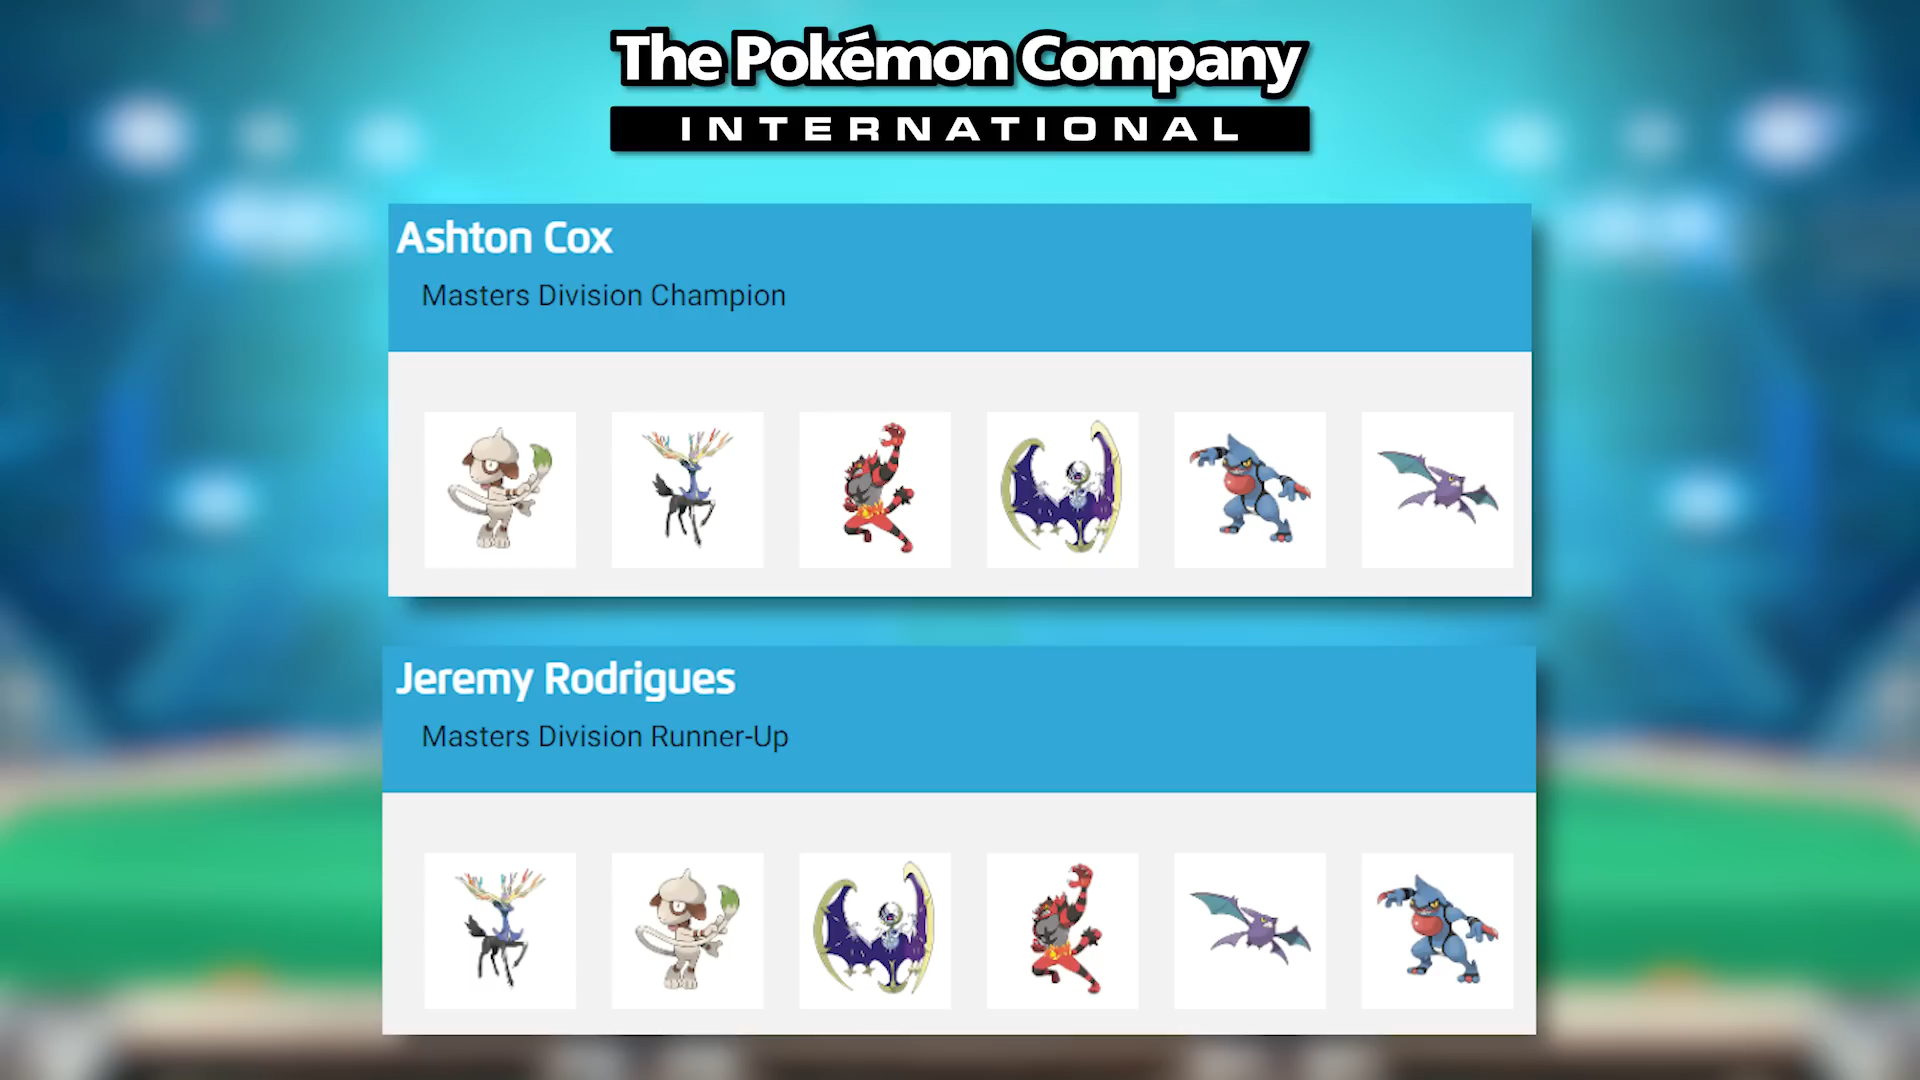 The Pokémon Company
INTERNATIONAL
Ashton Cox
Masters Division Champion
Jeremy Rodrigues
Masters Division Runner-Up